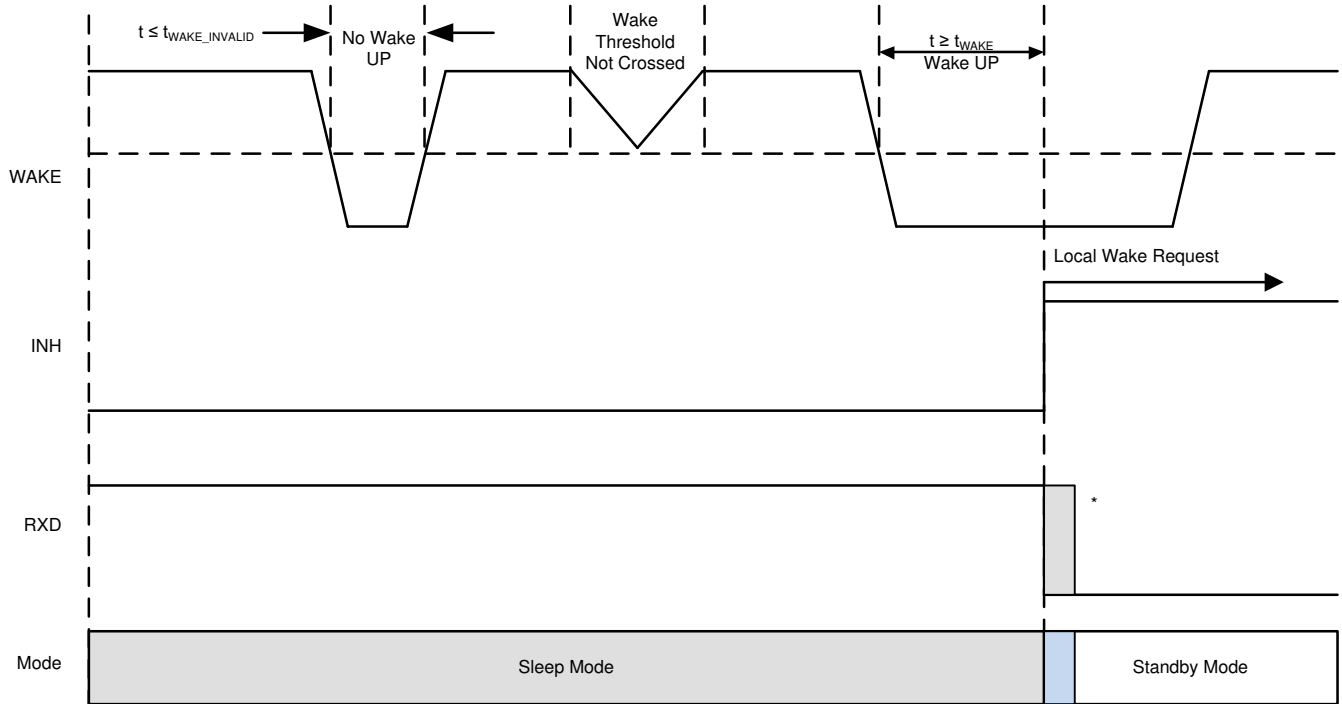 t ≤ tWAKE_INVALID
No Wake
UP
Wake
Threshold
Not Crossed
t ≥ tWAKE
Wake UP
WAKE
Local Wake Request
INH
RXD
*
Mode
Sleep Mode
Standby Mode